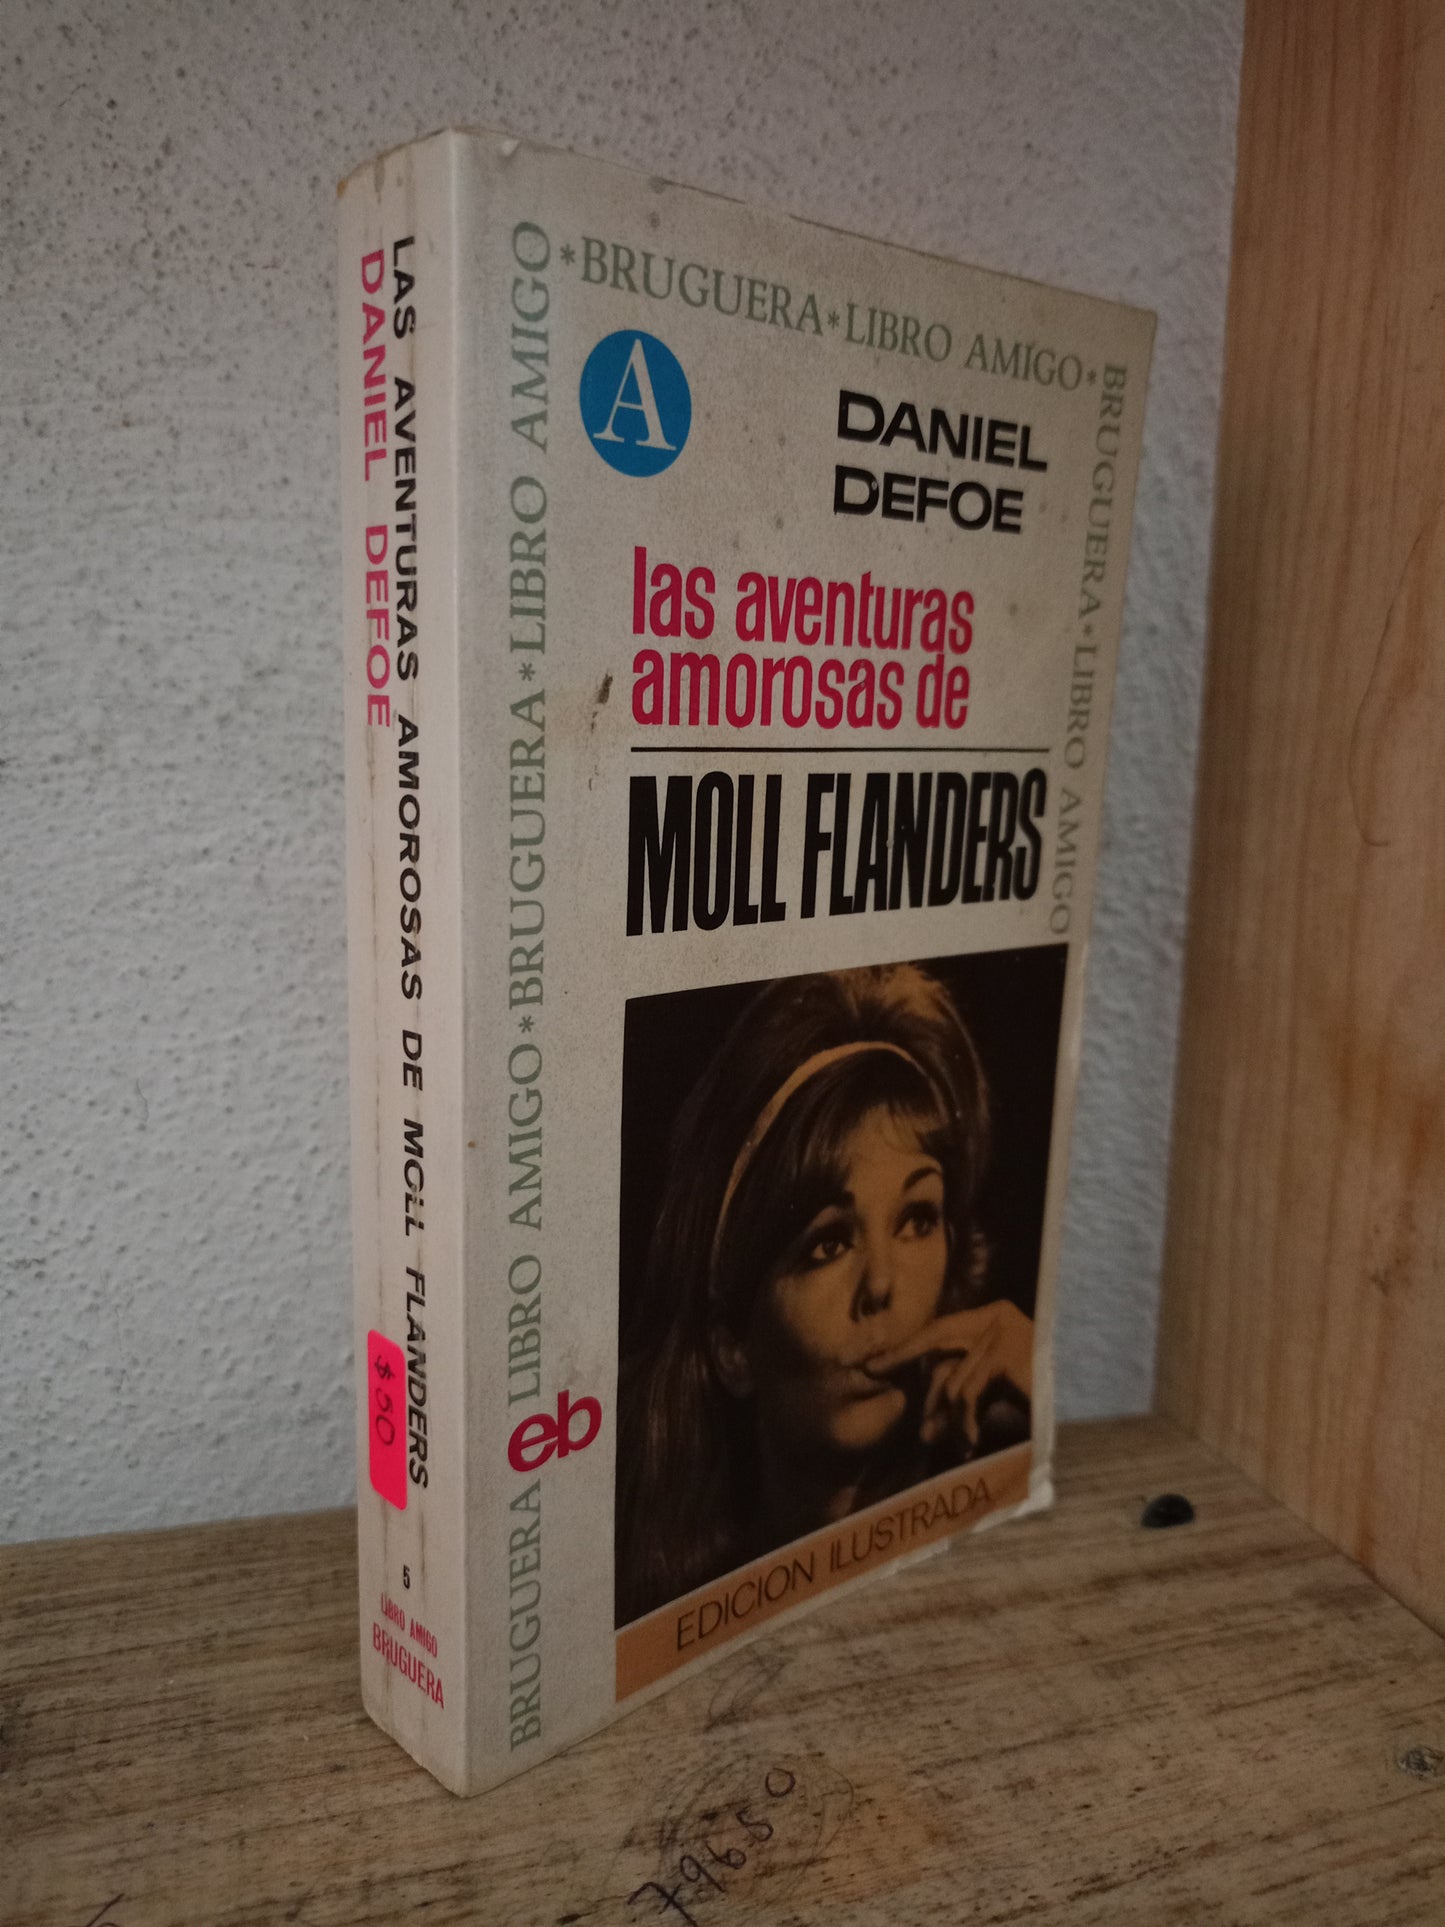 LAS AVENTURAS AMOROSAS DE MOLL FLANDERS
DANIEL DEFOE
$50
5
LIBRO AMIGO
BRUGUERA
BRUGUERA LIBRO AMIGO*BRUGUERA*LIBRO AMIGO
*BRUGUERA*LIBRO AMIGO*
BRUGUERA*LIBRO AMIGO
A
DANIEL
DEFOE
las aventuras
amorosas de
MOLL FLANDERS
eb
EDICION ILUSTRADA
79650